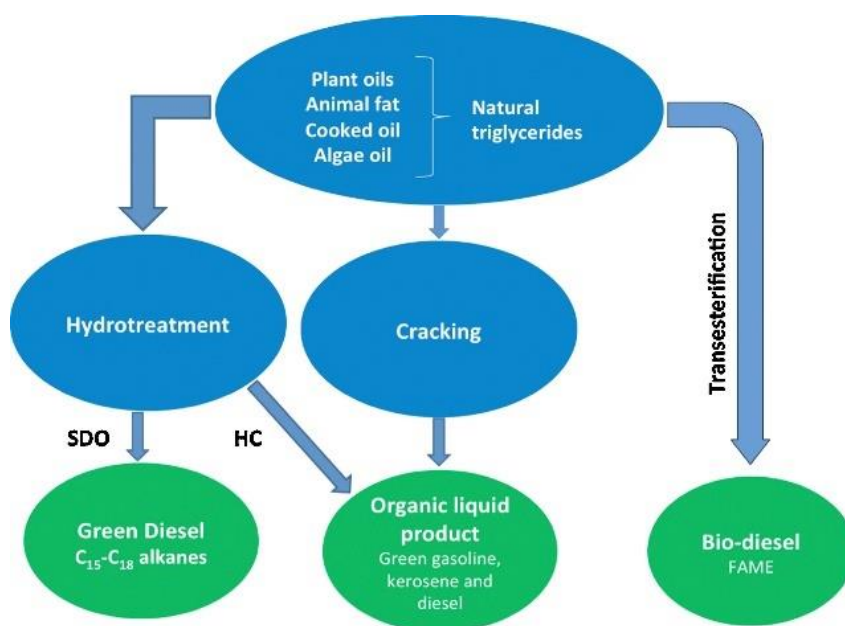 Plant oils
Animal fat
Cooked oil
Algae oil
Natural
triglycerides
Hydrotreatment
Cracking
Transesterification
SDO
HC
Green Diesel
C₁₅-C₁₈ alkanes
Organic liquid
product
Green gasoline,
kerosene and
diesel
Bio-diesel
FAME